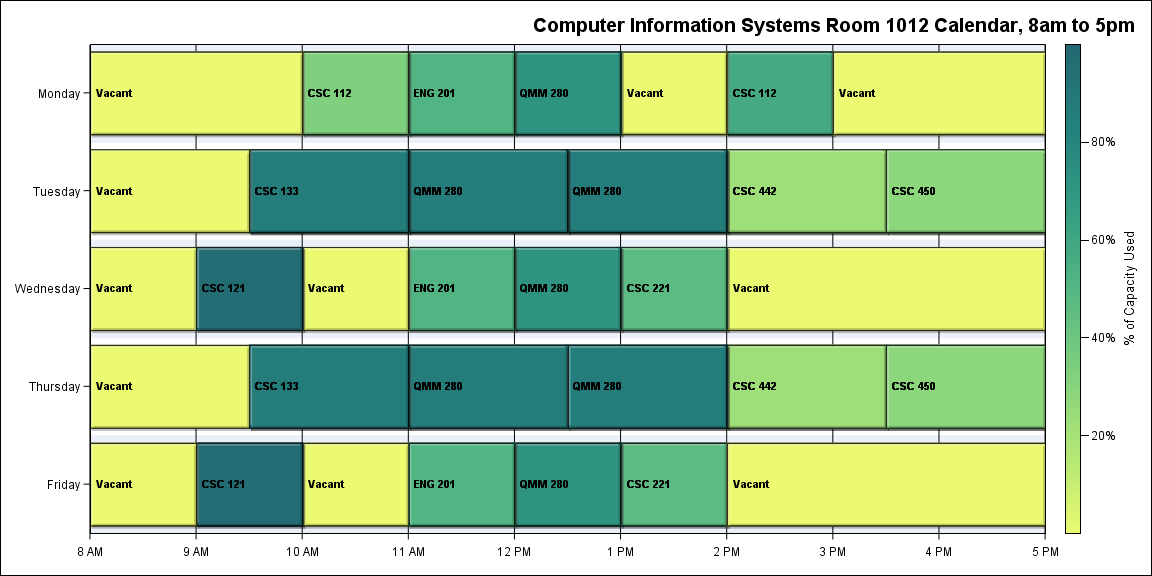 Computer Information Systems Room 1012 Calendar, 8am to 5pm
Monday
Vacant
CSC 112
ENG 201
QMM 280
Vacant
CSC 112
Vacant
Tuesday
Vacant
CSC 133
QMM 280
QMM 280
CSC 442
CSC 450
Wednesday
Vacant
CSC 121
Vacant
ENG 201
QMM 280
CSC 221
Vacant
Thursday
Vacant
CSC 133
QMM 280
QMM 280
CSC 442
CSC 450
Friday
Vacant
CSC 121
Vacant
ENG 201
QMM 280
CSC 221
Vacant
8 AM
9 AM
10 AM
11 AM
12 PM
1 PM
2 PM
3 PM
4 PM
5 PM
80%
60%
40%
20%
% of Capacity Used